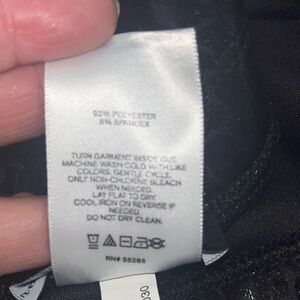 92% POLYESTER
8% SPANDEX
TURN GARMENT INSIDE OUT.
MACHINE WASH COLD WITH LIKE
COLORS, GENTLE CYCLE.
ONLY NON-CHLORINE BLEACH
WHEN NEEDED.
LAY FLAT TO DRY.
COOL IRON ON REVERSE IF
NEEDED.
DO NOT DRY CLEAN.
RN# 55285